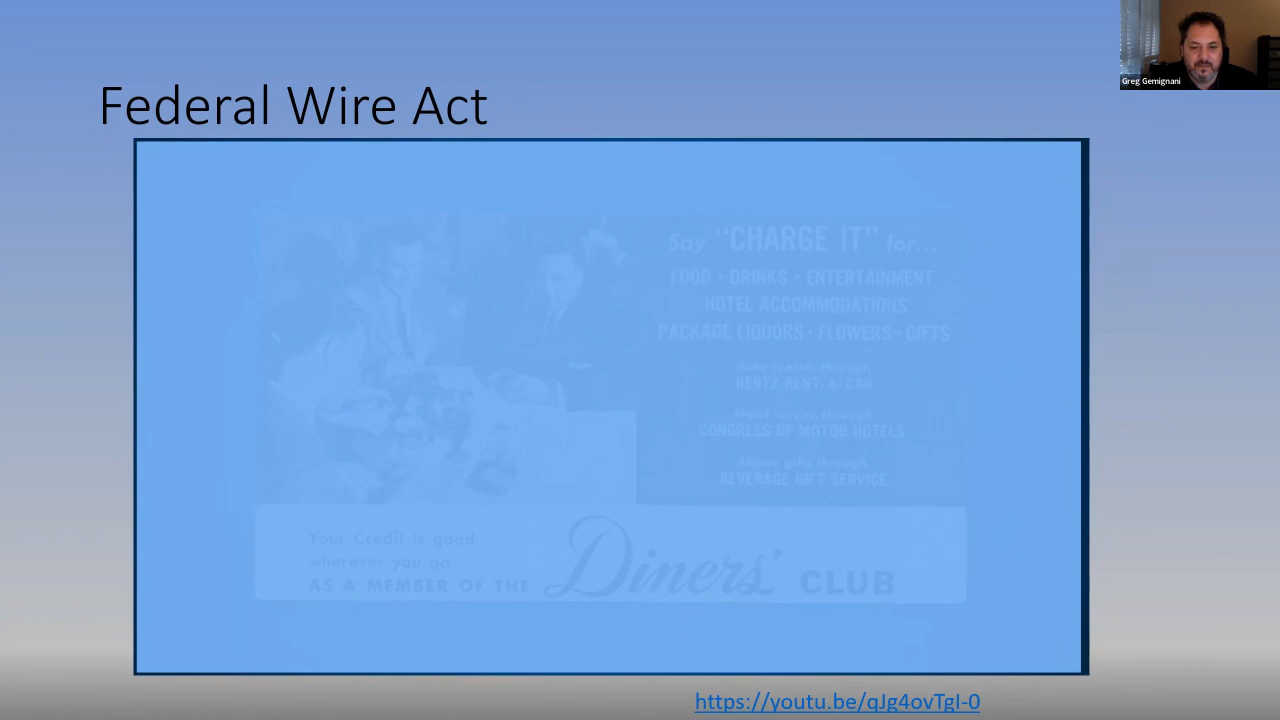 Greg Gemignani
Federal Wire Act
Say "CHARGE IT" for...
FOOD • DRINKS • ENTERTAINMENT
HOTEL ACCOMMODATIONS
PACKAGE LIQUORS • FLOWERS • GIFTS
Auto rentals through
HERTZ RENT-A-CAR
Motel service through
CONGRESS OF MOTOR HOTELS
Liquor gifts through
BEVERAGE GIFT SERVICE
Your Credit is good
wherever you go
AS A MEMBER OF THE Diners' CLUB
https://youtu.be/qJg4ovTgI-0